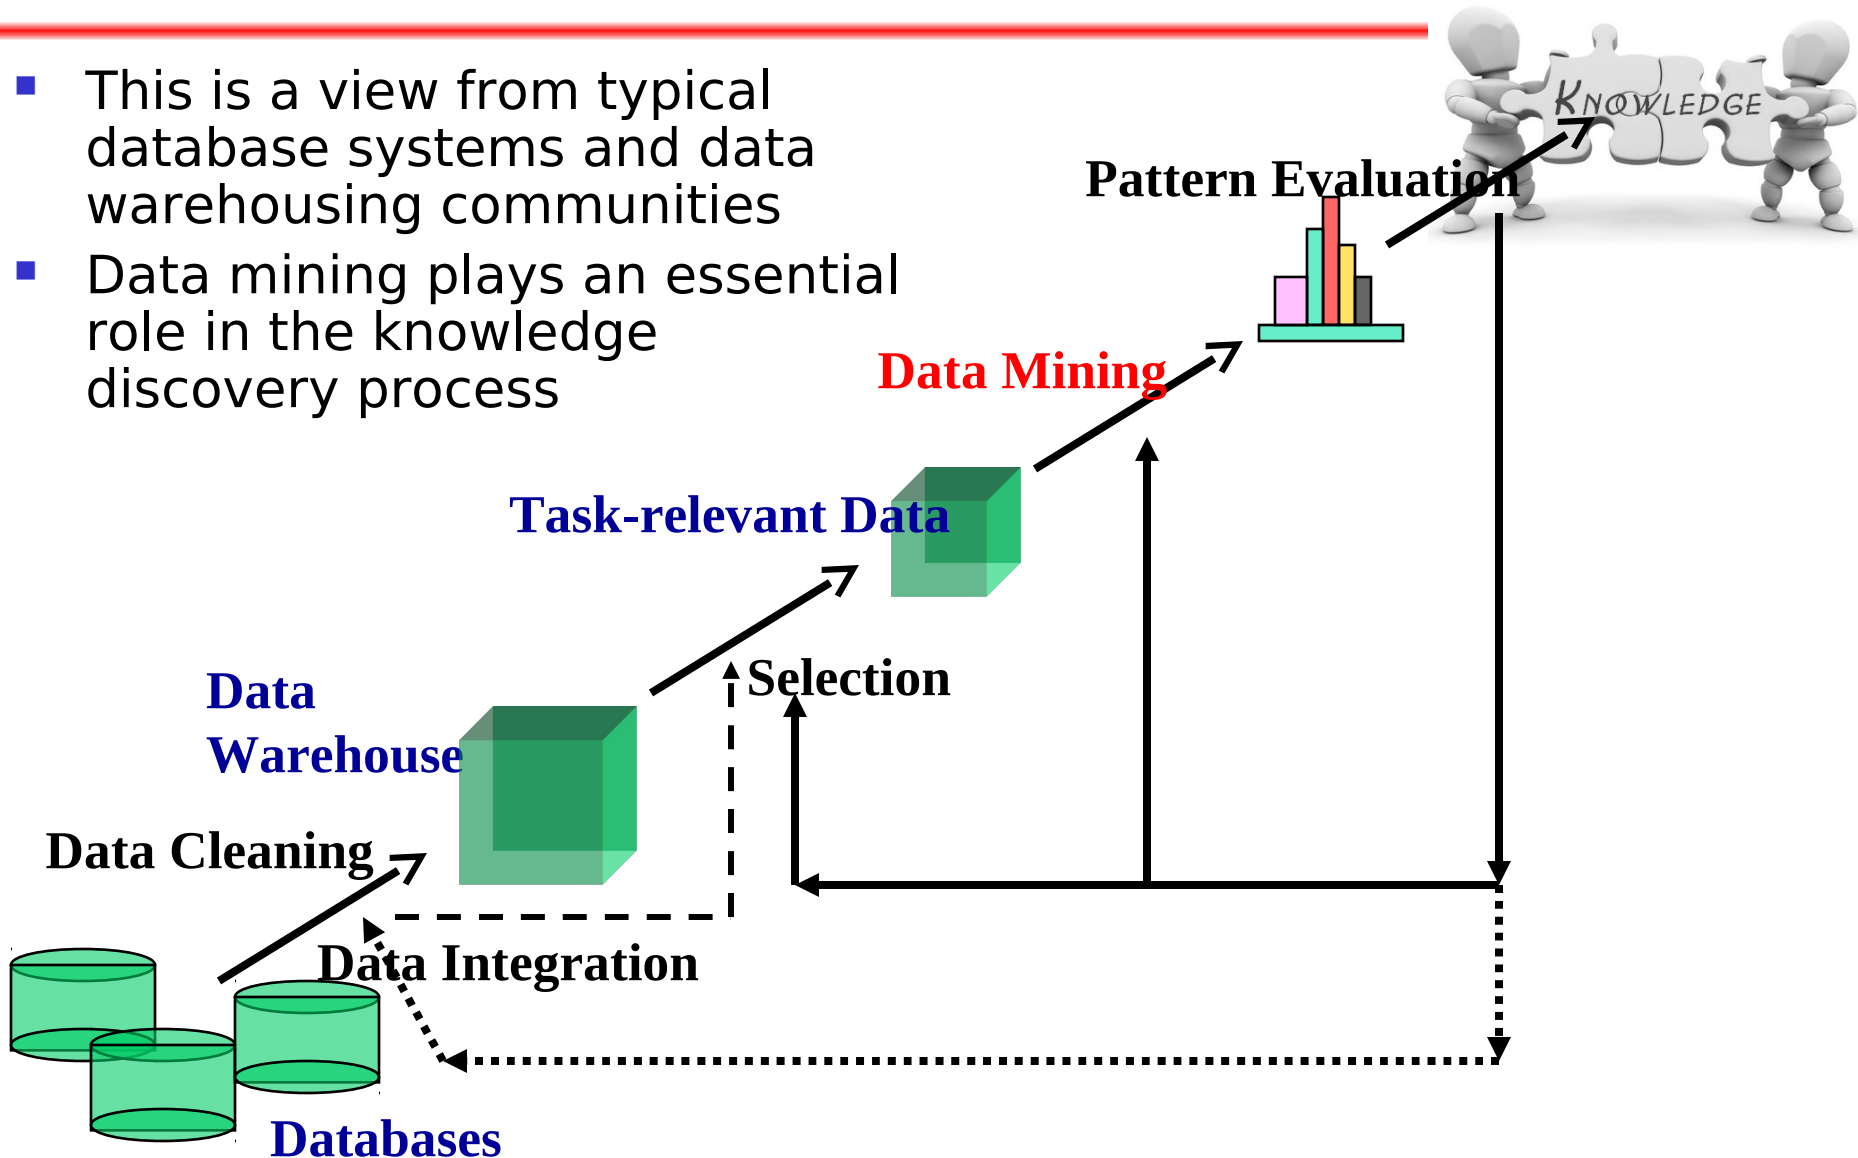 This is a view from typical
database systems and data
warehousing communities
Data mining plays an essential
role in the knowledge
discovery process
KNOWLEDGE
Pattern Evaluation
Data Mining
Task-relevant Data
Selection
Data
Warehouse
Data Cleaning
Data Integration
Databases